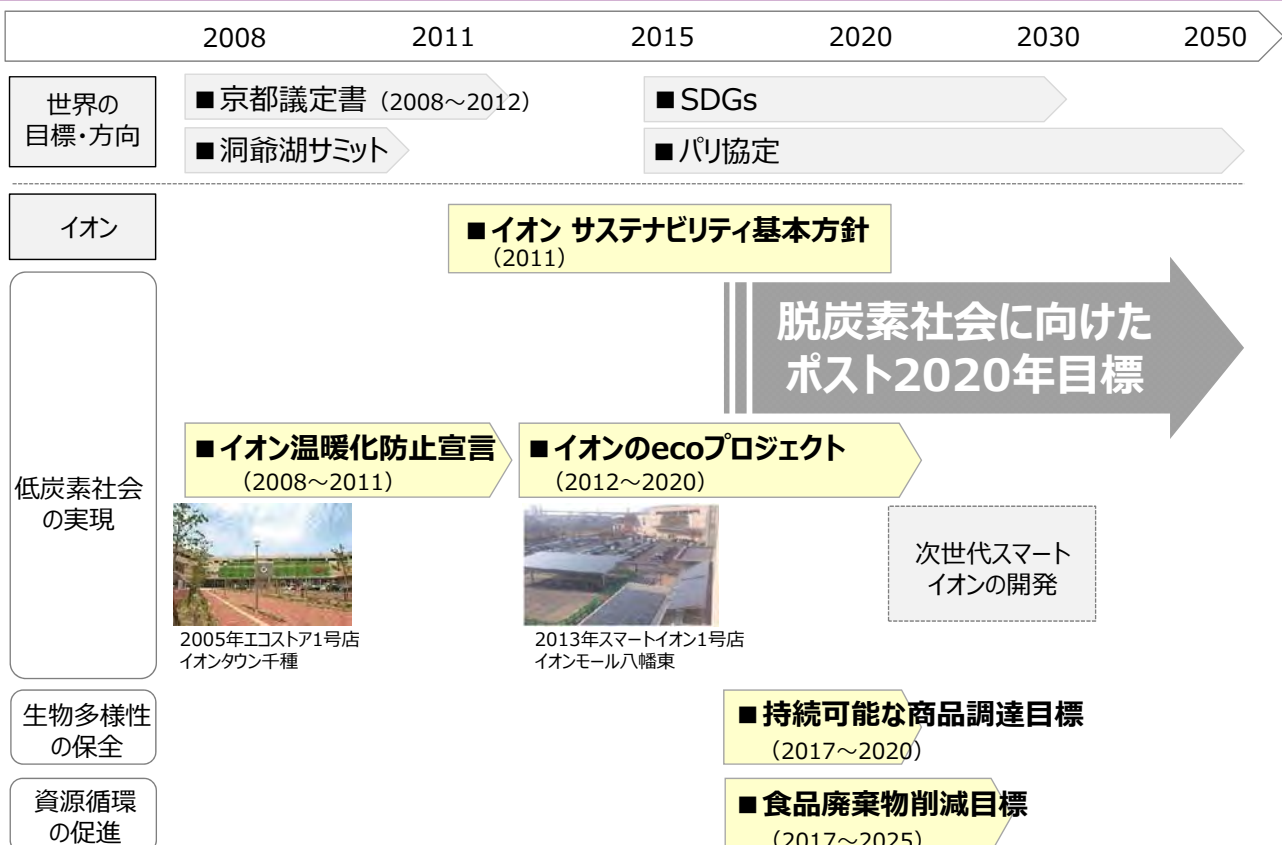 2008 2011 2015 2020 2030 2050
世界の
目標・方向
■京都議定書（2008～2012）
■SDGs
■洞爺湖サミット
■パリ協定
イオン
■イオン サステナビリティ基本方針
（2011）
脱炭素社会に向けた
ポスト2020年目標
低炭素社会
の実現
■イオン温暖化防止宣言
（2008～2011）
■イオンのecoプロジェクト
（2012～2020）
次世代スマート
イオンの開発
2005年エコストア1号店
イオンタウン千種
2013年スマートイオン1号店
イオンモール八幡東
生物多様性
の保全
■持続可能な商品調達目標
（2017～2020）
資源循環
の促進
■食品廃棄物削減目標
（2017～2025）